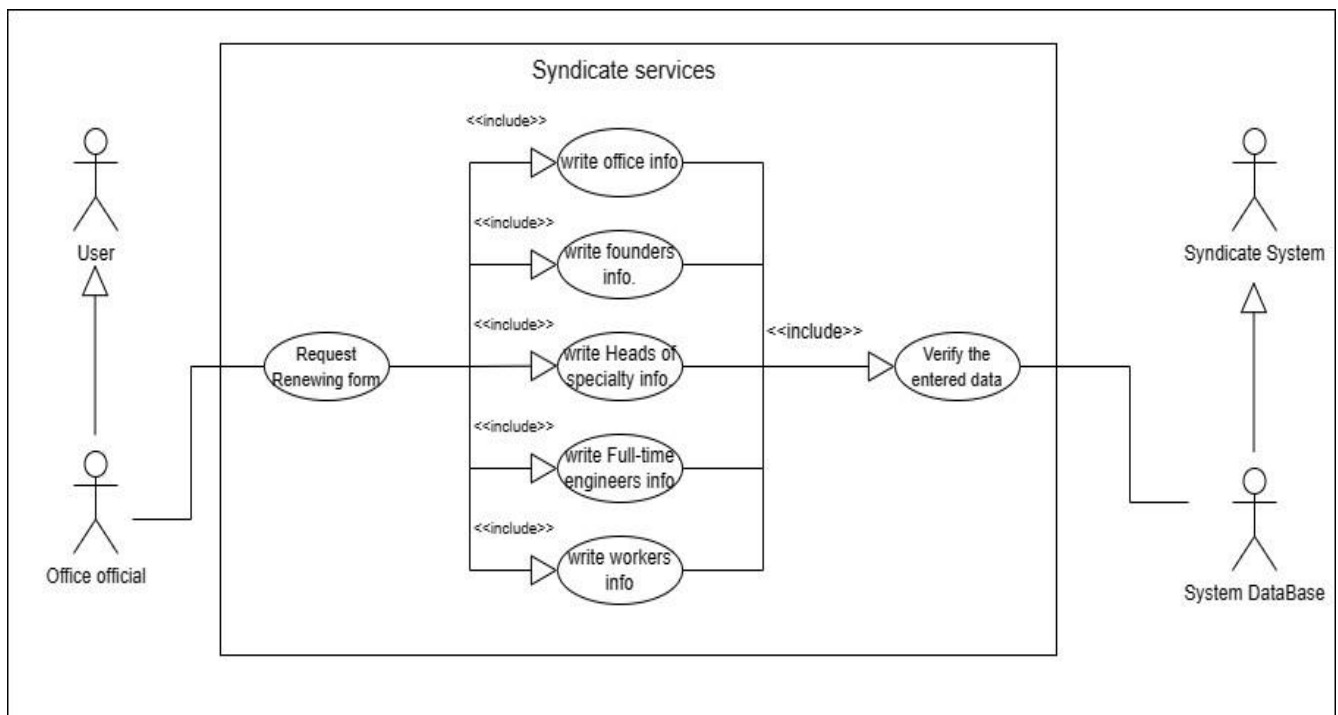 Syndicate services
<<include>>
write office info
<<include>>
write founders
info.
User
Syndicate System
<<include>>
write Heads of
specialty info.
<<include>>
Request
Renewing form
Verify the
entered data
<<include>>
write Full-time
engineers info
<<include>>
write workers
info
Office official
System DataBase